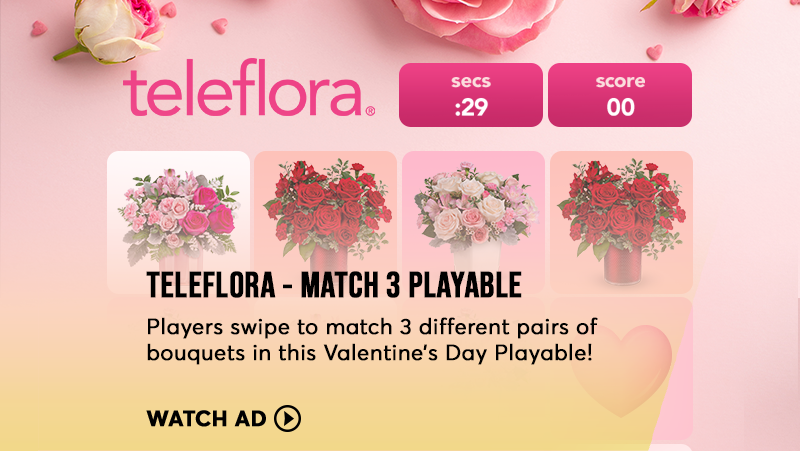 teleflora®
secs
:29
score
00
TELEFLORA - MATCH 3 PLAYABLE
Players swipe to match 3 different pairs of
bouquets in this Valentine's Day Playable!
WATCH AD